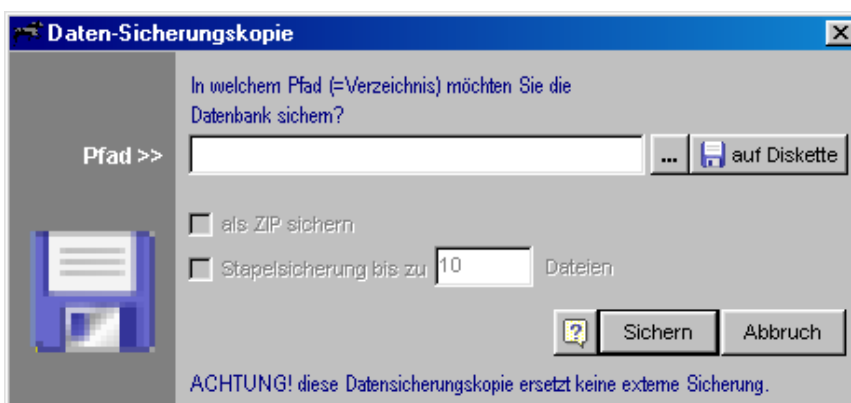 Daten-Sicherungskopie
In welchem Pfad (=Verzeichnis) möchten Sie die
Datenbank sichern?
Pfad >>
... auf Diskette
als ZIP sichern
Stapelsicherung bis zu 10 Dateien
? Sichern Abbruch
ACHTUNG! diese Datensicherungskopie ersetzt keine externe Sicherung.